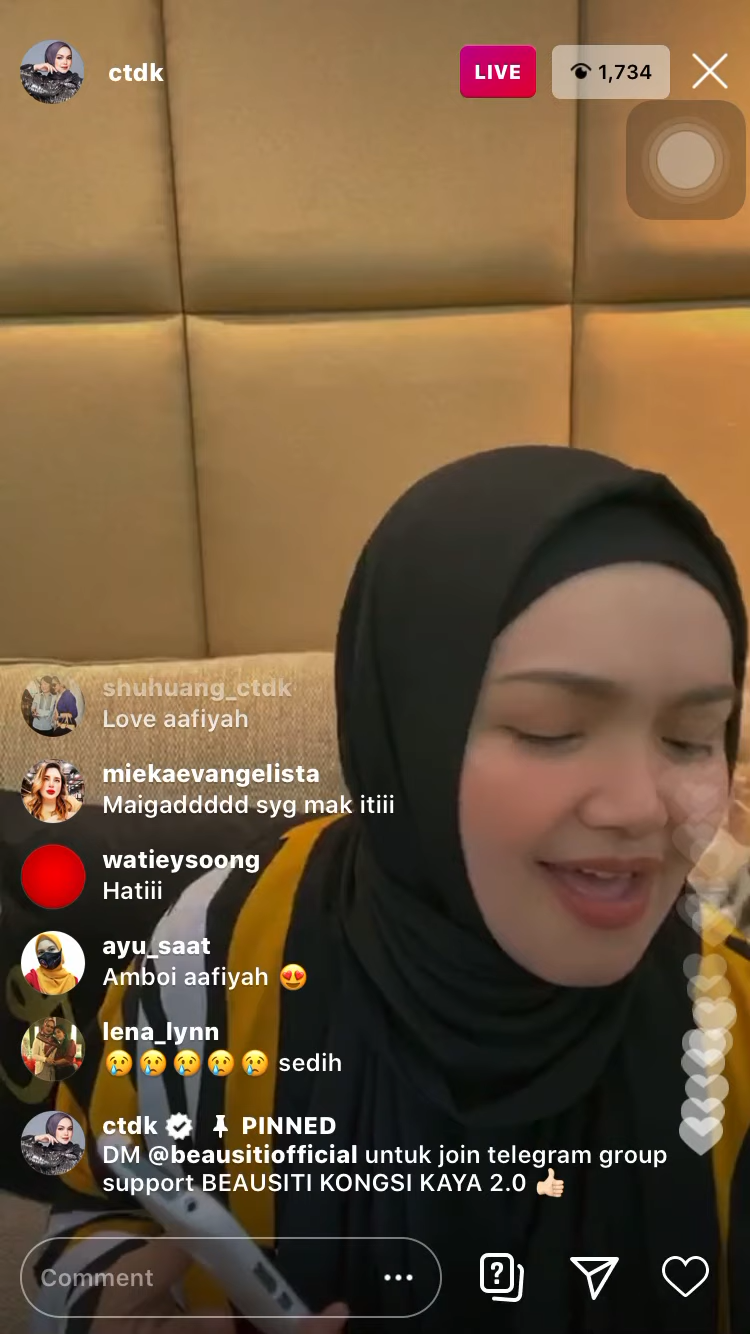 ctdk
LIVE
1,734
shuhuang_ctdk
Love aafiyah
miekaevangelista
Maigaddddd syg mak itiii
watieysoong
Hatiii
ayu_saat
Amboi aafiyah 😍
lena_lynn
😢😢😢😢😢 sedih
ctdk PINNED
DM @beausitiofficial untuk join telegram group
support BEAUSITI KONGSI KAYA 2.0 👍🏻
Comment